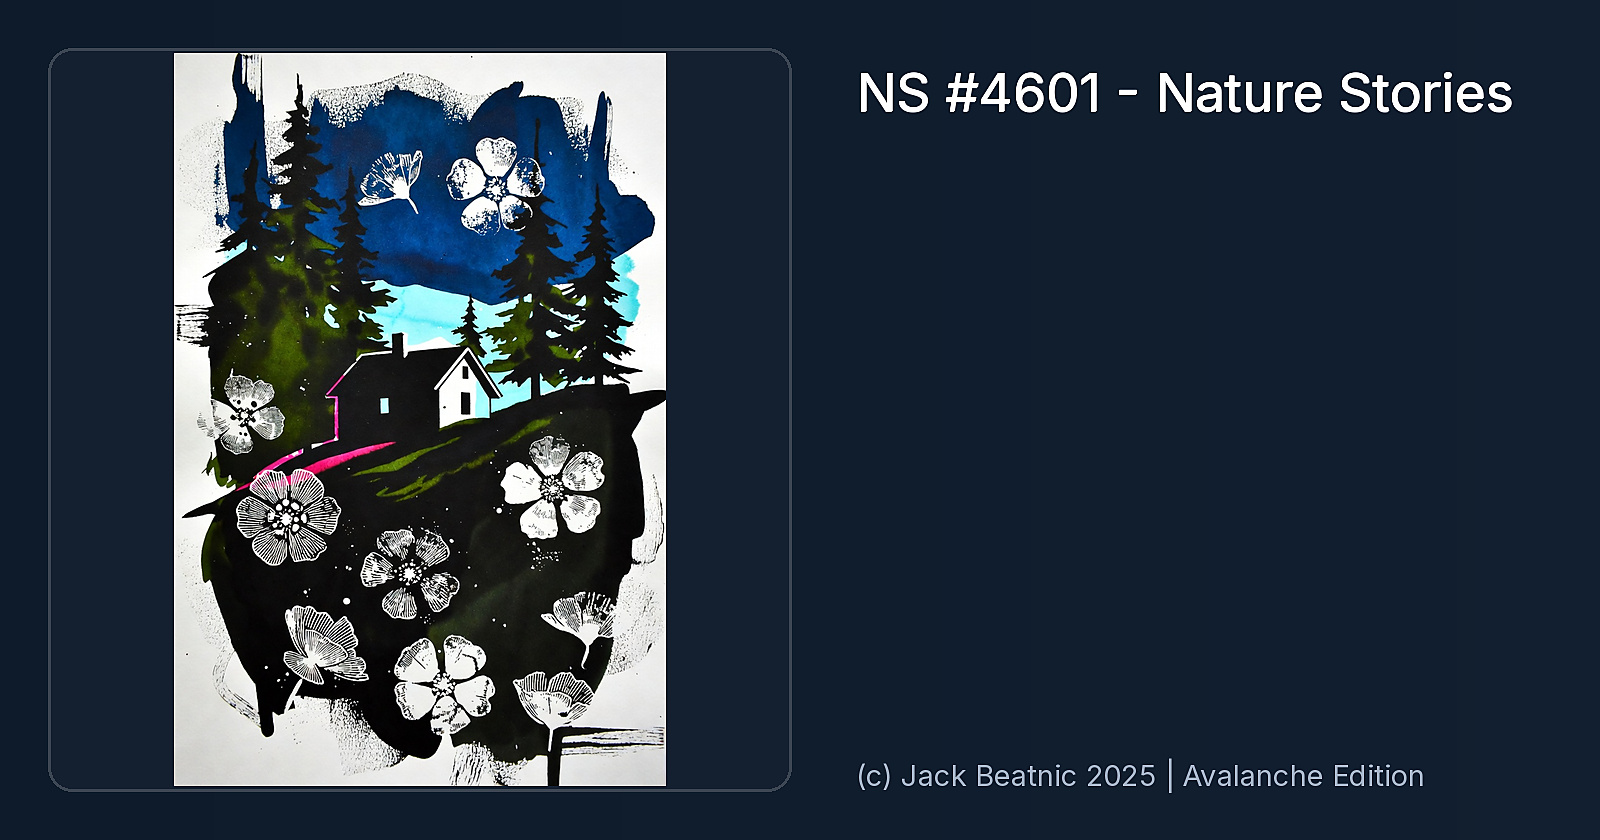 NS #4601 - Nature Stories
(c) Jack Beatnic 2025 | Avalanche Edition